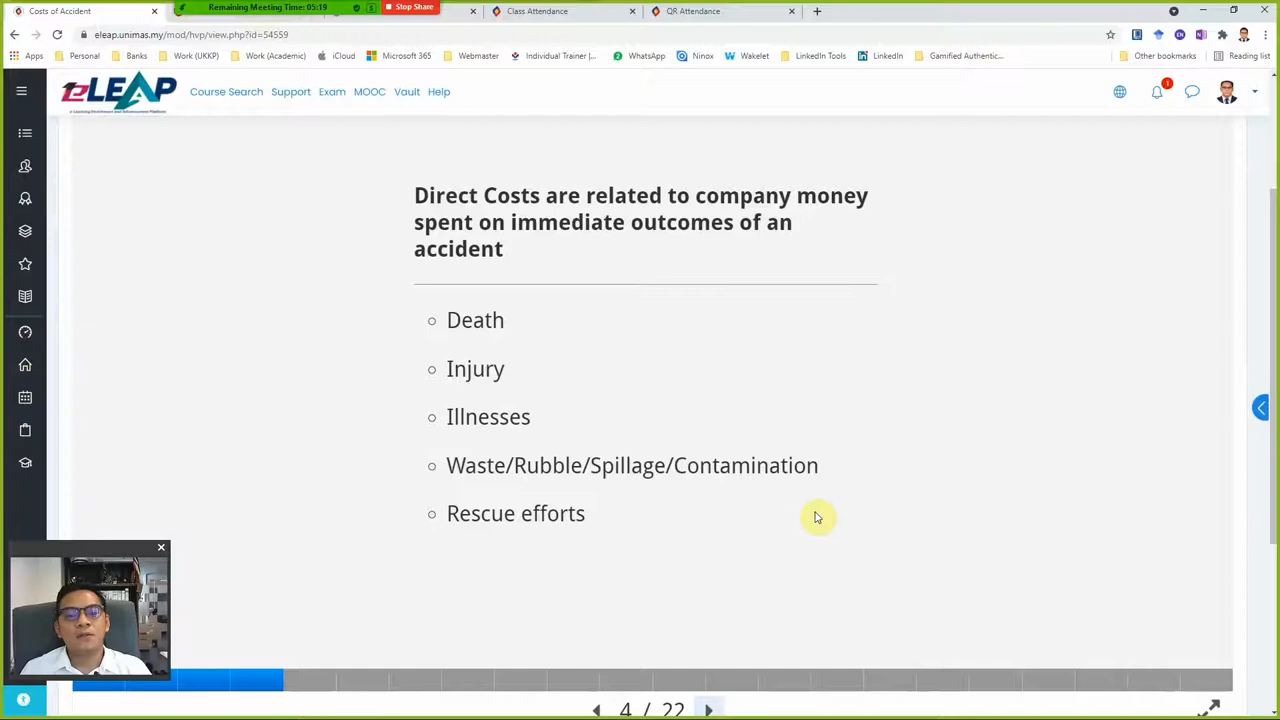 Costs of Accident
Remaining Meeting Time: 05:19
Stop Share
Class Attendance
QR Attendance
eleap.unimas.my/mod/hvp/view.php?id=54559
Apps
Papan
Banks
Work (UKKP)
Work (Academic)
iCloud
Microsoft 365
Webmaster
Individual Trainer [...
WhatsApp
Ninox
Wakelet
LinkedIn Tools
LinkedIn
Gamified Authentic...
Other bookmarks
Reading list
eLEAP
Course Search
Support
Exam
MOOC
Vault
Help
1
Direct Costs are related to company money
spent on immediate outcomes of an
accident
Death
Injury
Illnesses
Waste/Rubble/Spillage/Contamination
Rescue efforts
4 / 22